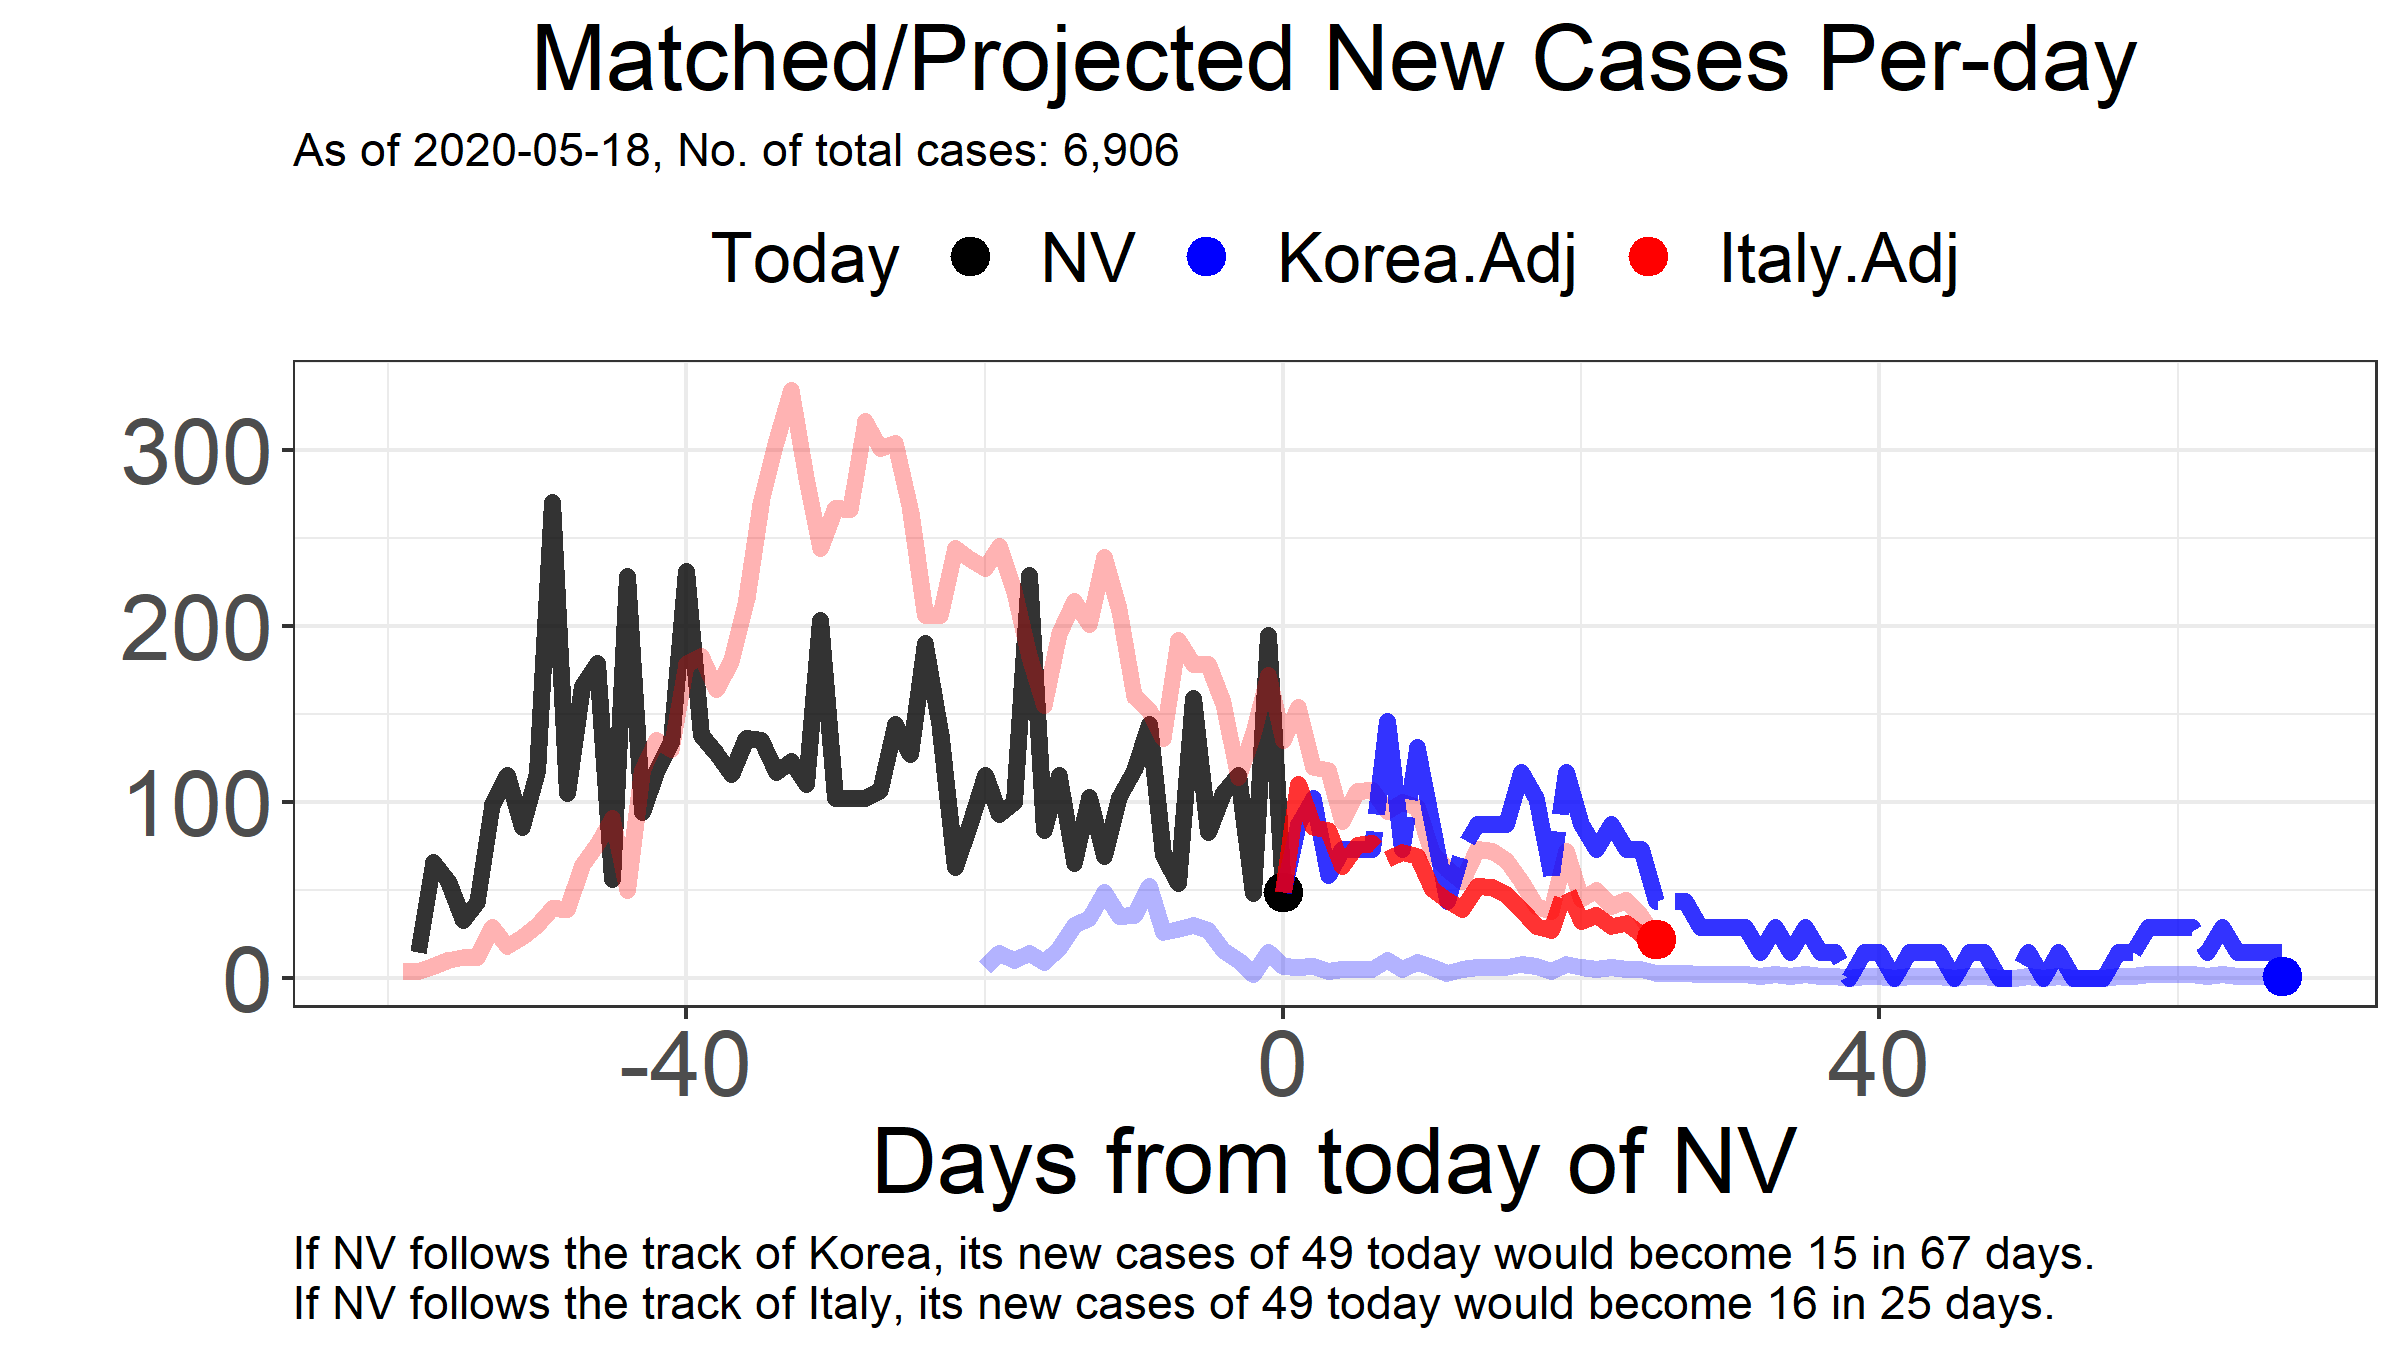 Matched/Projected New Cases Per-day
As of 2020-05-18, No. of total cases: 6,906
Today NV Korea.Adj Italy.Adj
300
200
100
0
-40 0 40
Days from today of NV
If NV follows the track of Korea, its new cases of 49 today would become 15 in 67 days.
If NV follows the track of Italy, its new cases of 49 today would become 16 in 25 days.